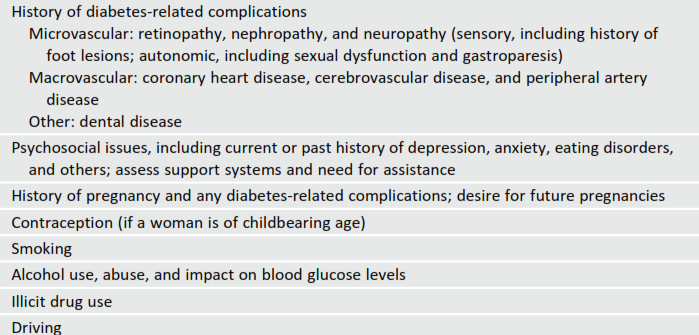 History of diabetes-related complications
Microvascular: retinopathy, nephropathy, and neuropathy (sensory, including history of
foot lesions; autonomic, including sexual dysfunction and gastroparesis)
Macrovascular: coronary heart disease, cerebrovascular disease, and peripheral artery
disease
Other: dental disease
Psychosocial issues, including current or past history of depression, anxiety, eating disorders,
and others; assess support systems and need for assistance
History of pregnancy and any diabetes-related complications; desire for future pregnancies
Contraception (if a woman is of childbearing age)
Smoking
Alcohol use, abuse, and impact on blood glucose levels
Illicit drug use
Driving